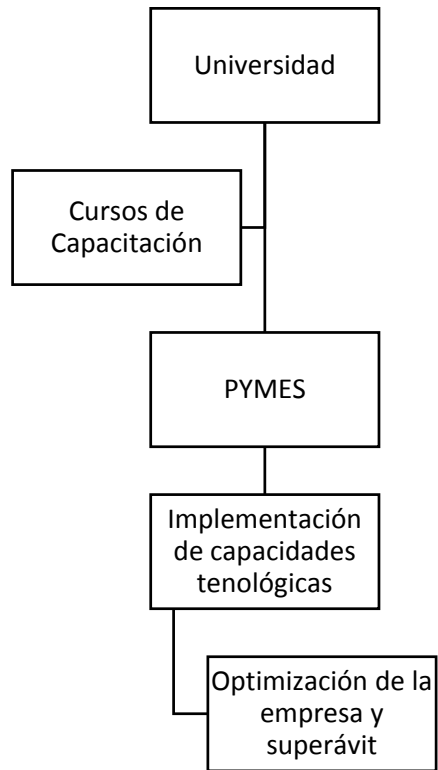 Universidad
Cursos de
Capacitación
PYMES
Implementación
de capacidades
tenológicas
Optimización de la
empresa y
superávit